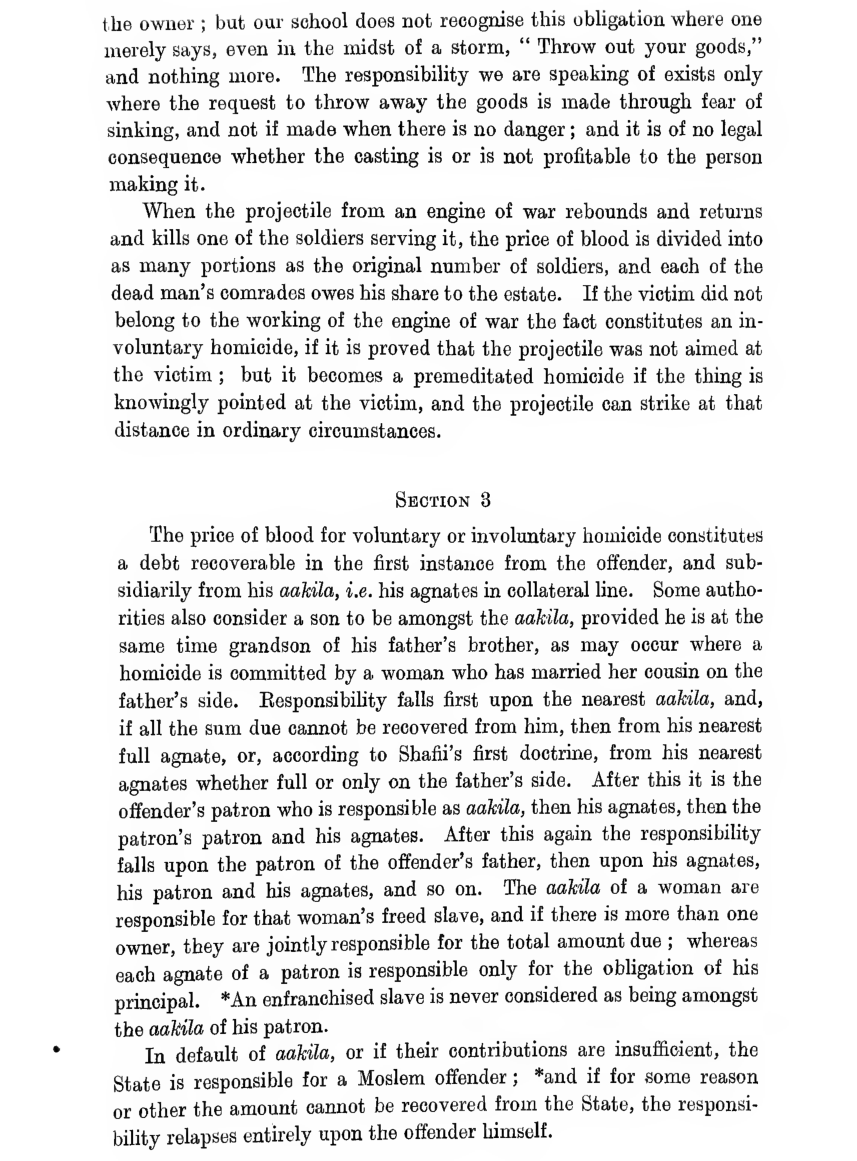 the owner ; but our school does not recognise this obligation where one
merely says, even in the midst of a storm, “ Throw out your goods,”
and nothing more. The responsibility we are speaking of exists only
where the request to throw away the goods is made through fear of
sinking, and not if made when there is no danger ; and it is of no legal
consequence whether the casting is or is not profitable to the person
making it.
When the projectile from an engine of war rebounds and returns
and kills one of the soldiers serving it, the price of blood is divided into
as many portions as the original number of soldiers, and each of the
dead man’s comrades owes his share to the estate. If the victim did not
belong to the working of the engine of war the fact constitutes an in-
voluntary homicide, if it is proved that the projectile was not aimed at
the victim ; but it becomes a premeditated homicide if the thing is
knowingly pointed at the victim, and the projectile can strike at that
distance in ordinary circumstances.
SECTION 3
The price of blood for voluntary or involuntary homicide constitutes
a debt recoverable in the first instance from the offender, and sub-
sidiarily from his aakila, i.e. his agnates in collateral line. Some autho-
rities also consider a son to be amongst the aakila, provided he is at the
same time grandson of his father’s brother, as may occur where a
homicide is committed by a woman who has married her cousin on the
father’s side. Responsibility falls first upon the nearest aakila, and,
if all the sum due cannot be recovered from him, then from his nearest
full agnate, or, according to Shafii’s first doctrine, from his nearest
agnates whether full or only on the father’s side. After this it is the
offender’s patron who is responsible as aakila, then his agnates, then the
patron’s patron and his agnates. After this again the responsibility
falls upon the patron of the offender’s father, then upon his agnates,
his patron and his agnates, and so on. The aakila of a woman are
responsible for that woman’s freed slave, and if there is more than one
owner, they are jointly responsible for the total amount due ; whereas
each agnate of a patron is responsible only for the obligation of his
principal. *An enfranchised slave is never considered as being amongst
the aakila of his patron.
In default of aakila, or if their contributions are insufficient, the
State is responsible for a Moslem offender ; *and if for some reason
or other the amount cannot be recovered from the State, the responsi-
bility relapses entirely upon the offender himself.